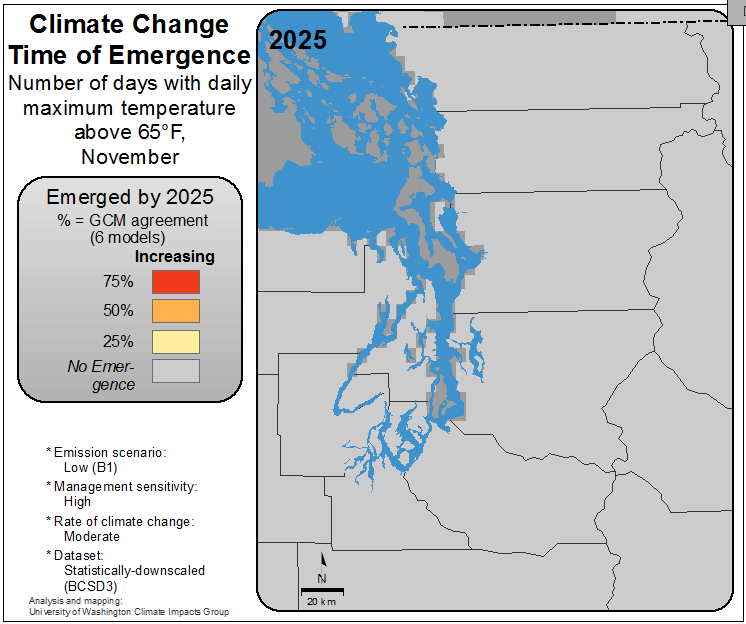 Climate Change
Time of Emergence
Number of days with daily
maximum temperature
above 65°F,
November
Emerged by 2025
% = GCM agreement
(6 models)
Increasing
75%
50%
25%
No Emer-
gence
* Emission scenario:
Low (B1)
* Management sensitivity:
High
* Rate of climate change:
Moderate
* Dataset:
Statistically-downscaled
(BCSD3)
Analysis and mapping:
University of Washington Climate Impacts Group
2025
N
20 km